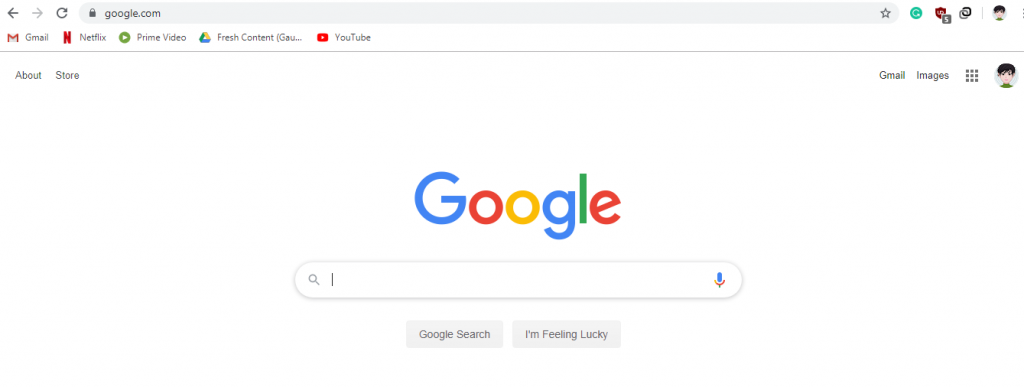 google.com
5
Gmail Netflix Prime Video Fresh Content (Gau... YouTube
About Store Gmail Images
Google
Google Search I'm Feeling Lucky